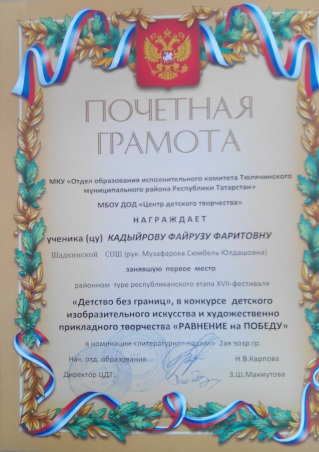 ПОЧЕТНАЯ
ГРАМОТА
МКУ «Отдел образования исполнительного комитета Тюлячинского
муниципального района Республики Татарстан»
МБОУ ДОД «Центр детского творчества»
НАГРАЖДАЕТ
ученика (цу) КАДЫЙРОВУ ФАЙРУЗУ ФАРИТОВНУ
Шадкинской СОШ (рук. Музафарова Сюмбель Юлдашовна)
занявшую первое место
районном туре республиканского этапа XVII-фестиваля
«Детство без границ», в конкурсе детского
изобразительного искусства и художественно
прикладного творчества «РАВНЕНИЕ на ПОБЕДУ»
в номинации «литературная поэзия» 2ая возр.гр.
Нач. отд. образования Н.В.Карпова
Директор ЦДТ З.Ш.Махмутова